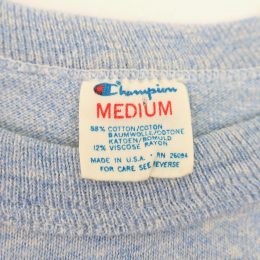 Champion
MEDIUM
88% COTTON/COTON
BAUMWOLLE/COTONE
KATOEN/BOMULD
12% VISCOSE RAYON
MADE IN U.S.A. RN 26094
FOR CARE SEE REVERSE